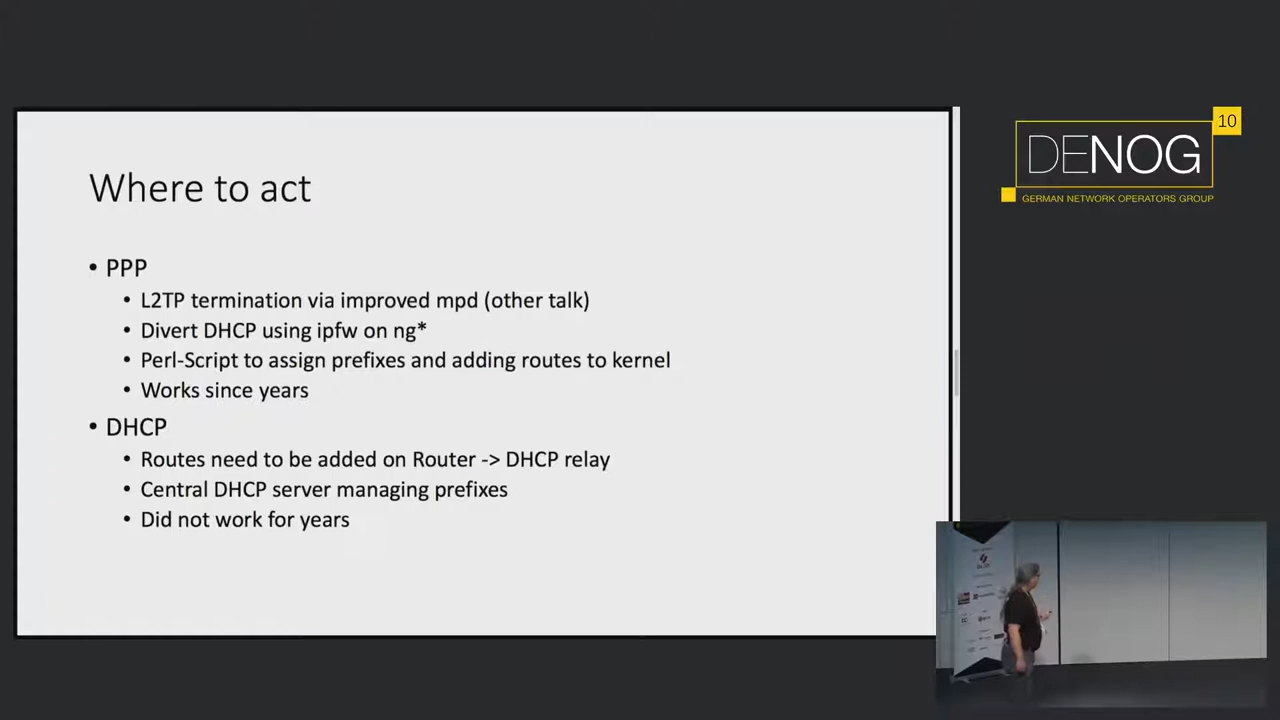 Where to act
• PPP
• L2TP termination via improved mpd (other talk)
• Divert DHCP using ipfw on ng*
• Perl-Script to assign prefixes and adding routes to kernel
• Works since years
• DHCP
• Routes need to be added on Router -> DHCP relay
• Central DHCP server managing prefixes
• Did not work for years
10
DENOG
GERMAN NETWORK OPERATORS GROUP